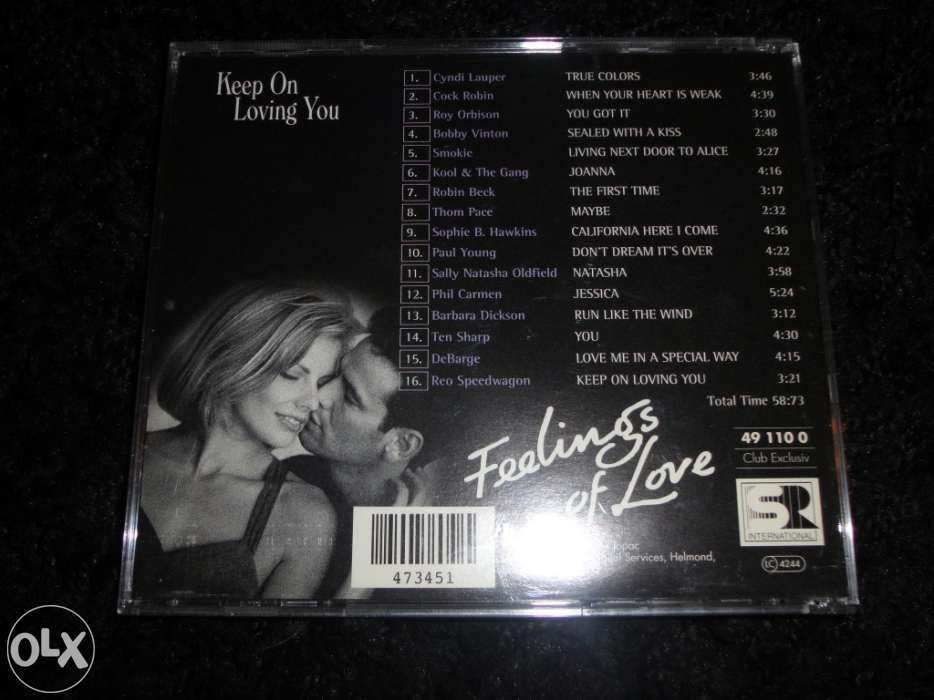 Keep On
Loving You
1. Cyndi Lauper TRUE COLORS 3:46
2. Cock Robin WHEN YOUR HEART IS WEAK 4:39
3. Roy Orbison YOU GOT IT 3:30
4. Bobby Vinton SEALED WITH A KISS 2:48
5. Smokie LIVING NEXT DOOR TO ALICE 3:27
6. Kool & The Gang JOANNA 4:16
7. Robin Beck THE FIRST TIME 3:17
8. Thom Pace MAYBE 2:32
9. Sophie B. Hawkins CALIFORNIA HERE I COME 4:36
10. Paul Young DON'T DREAM IT'S OVER 4:22
11. Sally Natasha Oldfield NATASHA 3:58
12. Phil Carmen JESSICA 5:24
13. Barbara Dickson RUN LIKE THE WIND 3:12
14. Ten Sharp YOU 4:30
15. DeBarge LOVE ME IN A SPECIAL WAY 4:15
16. Reo Speedwagon KEEP ON LOVING YOU 3:21
Total Time 58:73
Feelings
of Love
49 110 0
Club Exclusiv
SR
INTERNATIONAL
LC 4244
Services, Helmond,
473451
OLX